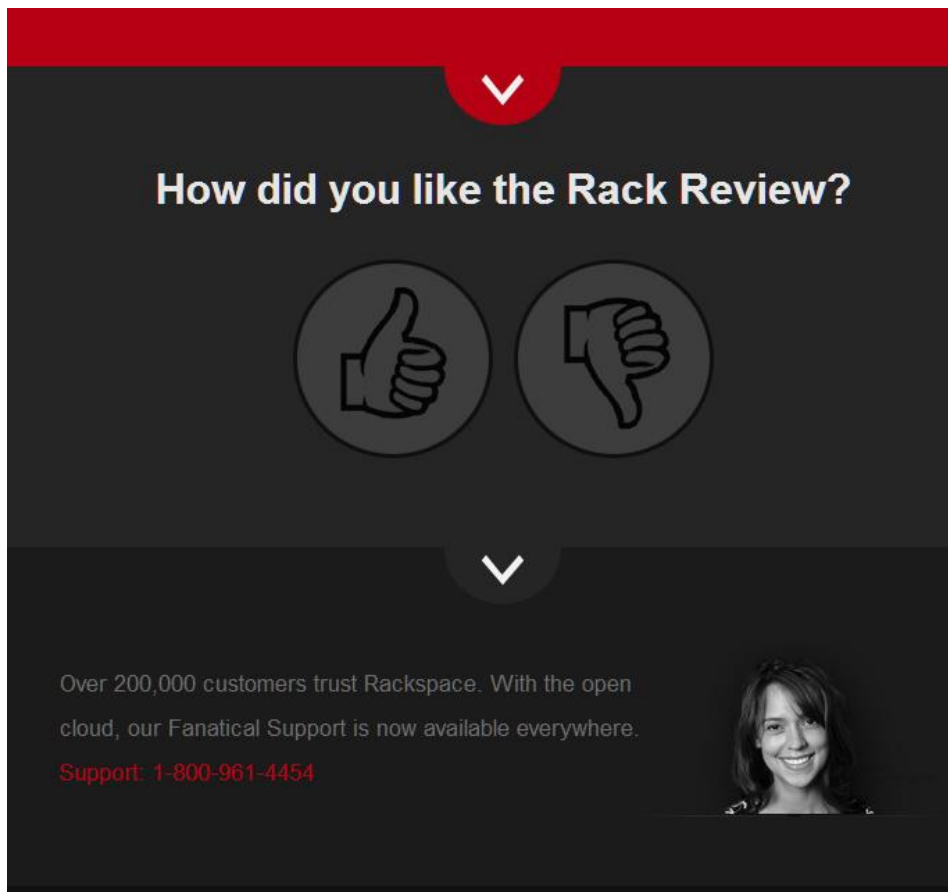 How did you like the Rack Review?
Over 200,000 customers trust Rackspace. With the open
cloud, our Fanatical Support is now available everywhere.
Support: 1-800-961-4454